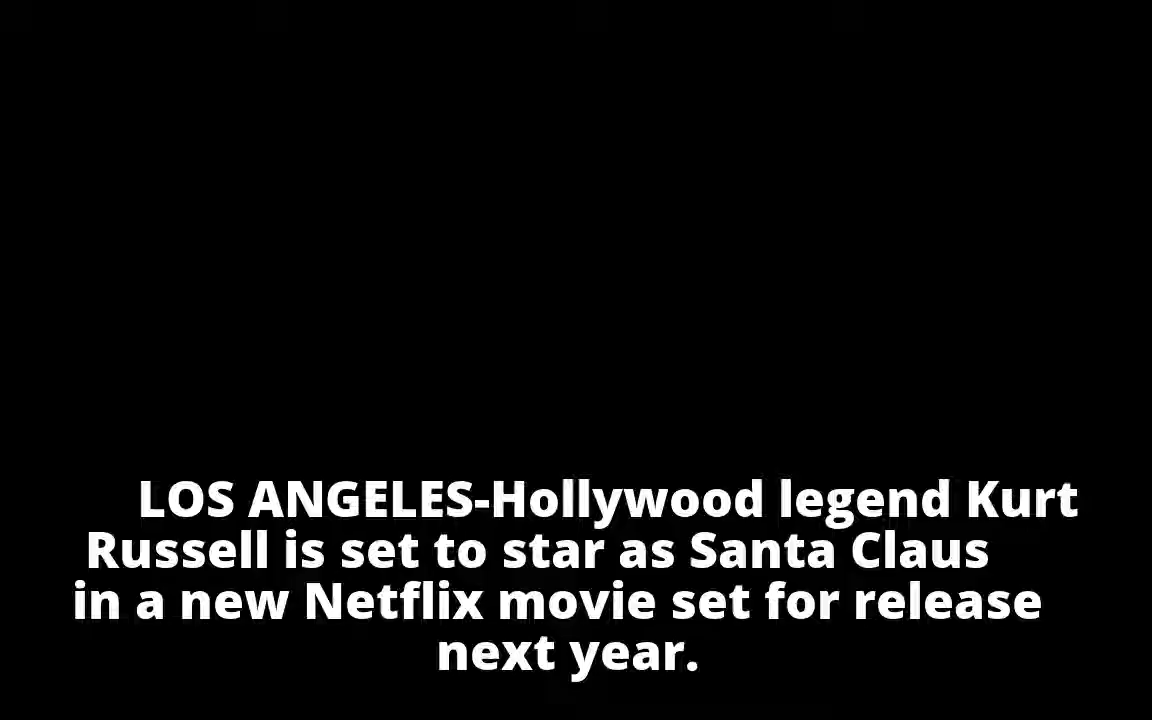 LOS ANGELES-Hollywood legend Kurt
Russell is set to star as Santa Claus
in a new Netflix movie set for release
next year.